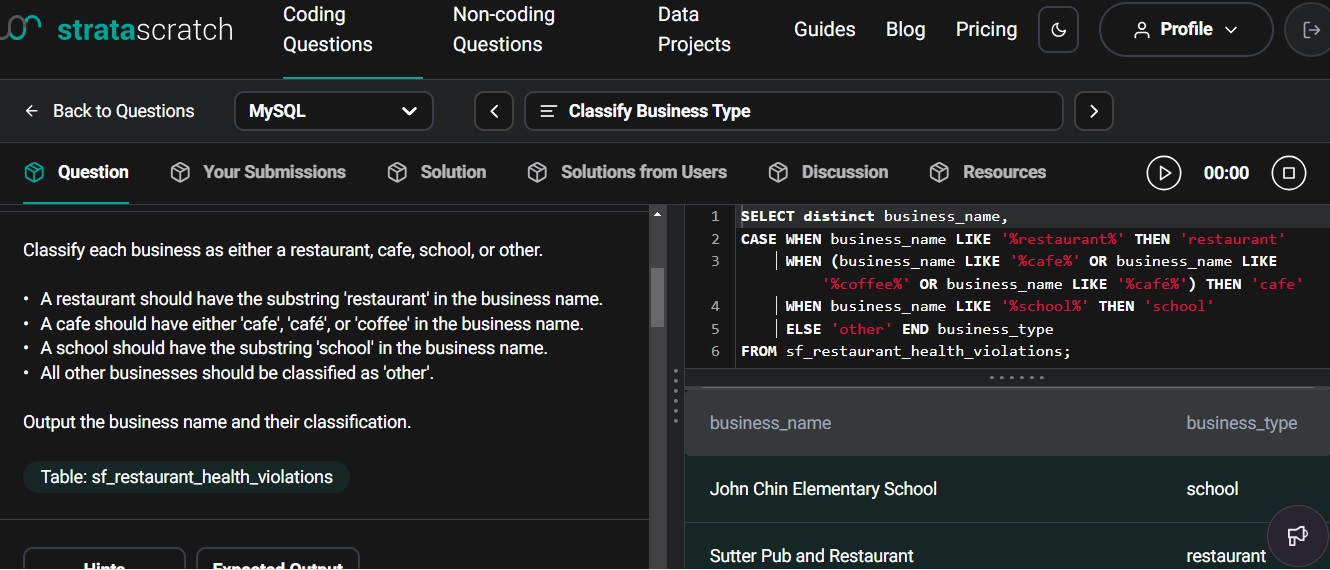 stratascratch
Coding
Questions
Non-coding
Questions
Data
Projects
Guides
Blog
Pricing
Profile
Back to Questions
MySQL
Classify Business Type
Question
Your Submissions
Solution
Solutions from Users
Discussion
Resources
00:00
Classify each business as either a restaurant, cafe, school, or other.
• A restaurant should have the substring 'restaurant' in the business name.
• A cafe should have either 'cafe', 'café', or 'coffee' in the business name.
• A school should have the substring 'school' in the business name.
• All other businesses should be classified as 'other'.
Output the business name and their classification.
Table: sf_restaurant_health_violations
Hints
Expected Output
1 SELECT distinct business_name,
2 CASE WHEN business_name LIKE '%restaurant%' THEN 'restaurant'
3 WHEN (business_name LIKE '%cafe%' OR business_name LIKE
'%coffee%' OR business_name LIKE '%café%') THEN 'cafe'
4 WHEN business_name LIKE '%school%' THEN 'school'
5 ELSE 'other' END business_type
6 FROM sf_restaurant_health_violations;
business_name business_type
John Chin Elementary School school
Sutter Pub and Restaurant restaurant